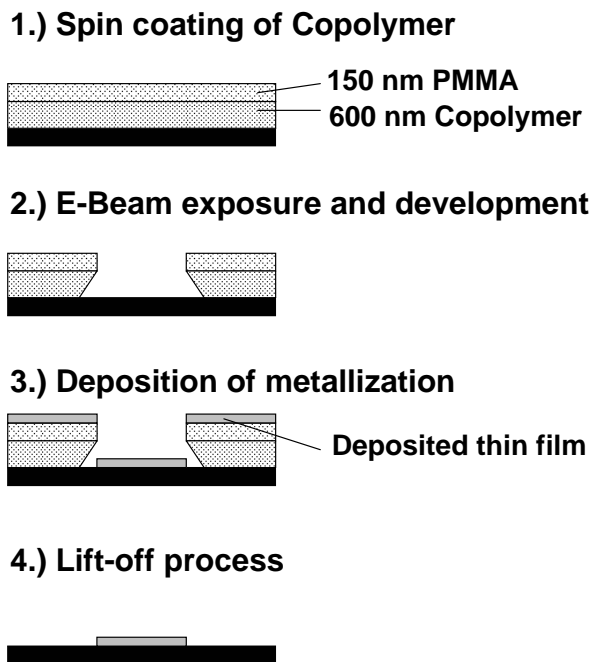 1.) Spin coating of Copolymer
150 nm PMMA
600 nm Copolymer
2.) E-Beam exposure and development
3.) Deposition of metallization
Deposited thin film
4.) Lift-off process